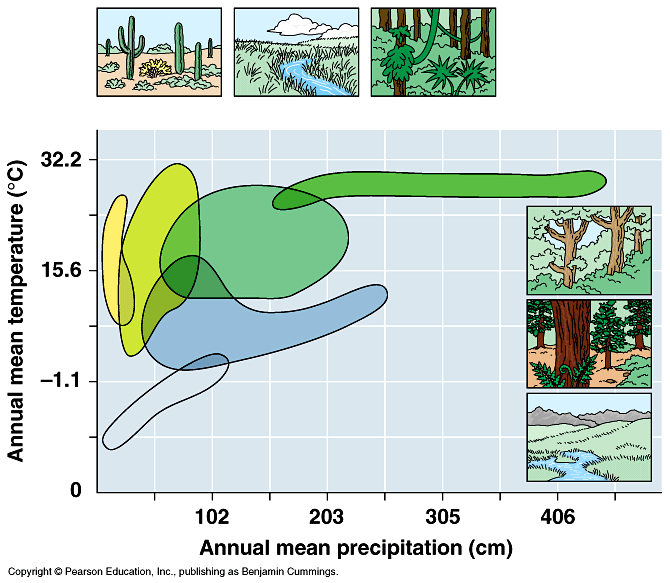 32.2
15.6
–1.1
0
Annual mean temperature (°C)
102
203
305
406
Annual mean precipitation (cm)
Copyright © Pearson Education, Inc., publishing as Benjamin Cummings.